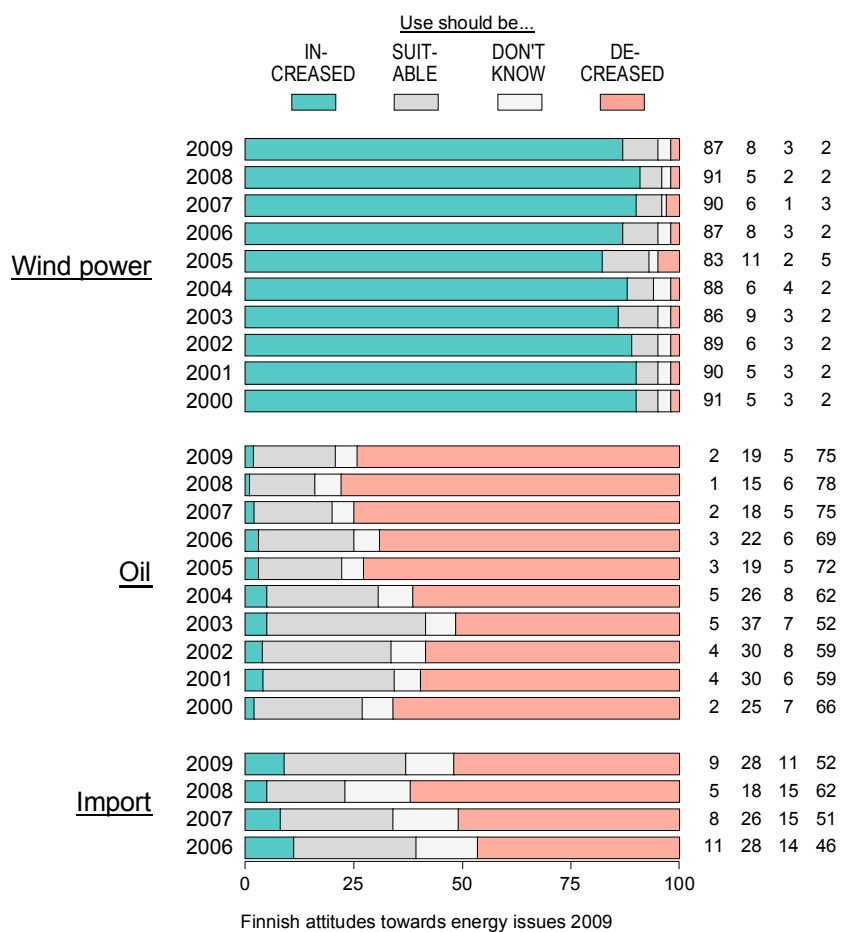 Use should be...
IN- SUIT- DON'T DE-
CREASED ABLE KNOW CREASED
2009 87 8 3 2
2008 91 5 2 2
2007 90 6 1 3
2006 87 8 3 2
Wind power 2005 83 11 2 5
2004 88 6 4 2
2003 86 9 3 2
2002 89 6 3 2
2001 90 5 3 2
2000 91 5 3 2
2009 2 19 5 75
2008 1 15 6 78
2007 2 18 5 75
2006 3 22 6 69
Oil 2005 3 19 5 72
2004 5 26 8 62
2003 5 37 7 52
2002 4 30 8 59
2001 4 30 6 59
2000 2 25 7 66
2009 9 28 11 52
Import 2008 5 18 15 62
2007 8 26 15 51
2006 11 28 14 46
0 25 50 75 100
Finnish attitudes towards energy issues 2009